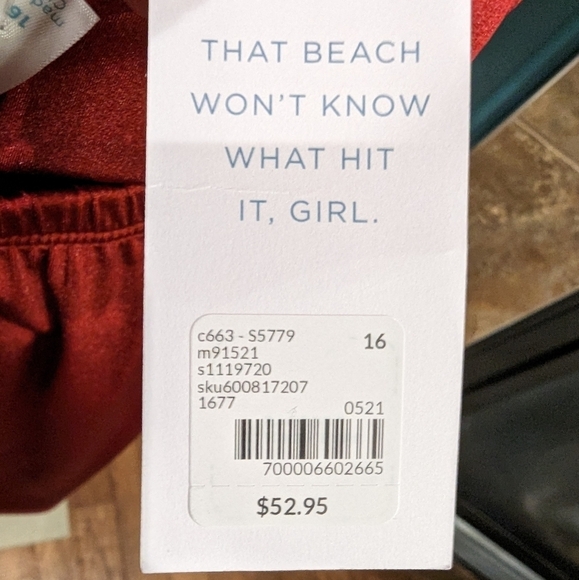 THAT BEACH
WON'T KNOW
WHAT HIT
IT, GIRL.
c663 - S5779
16
m91521
s1119720
sku600817207
1677
0521
700006602665
$52.95
16